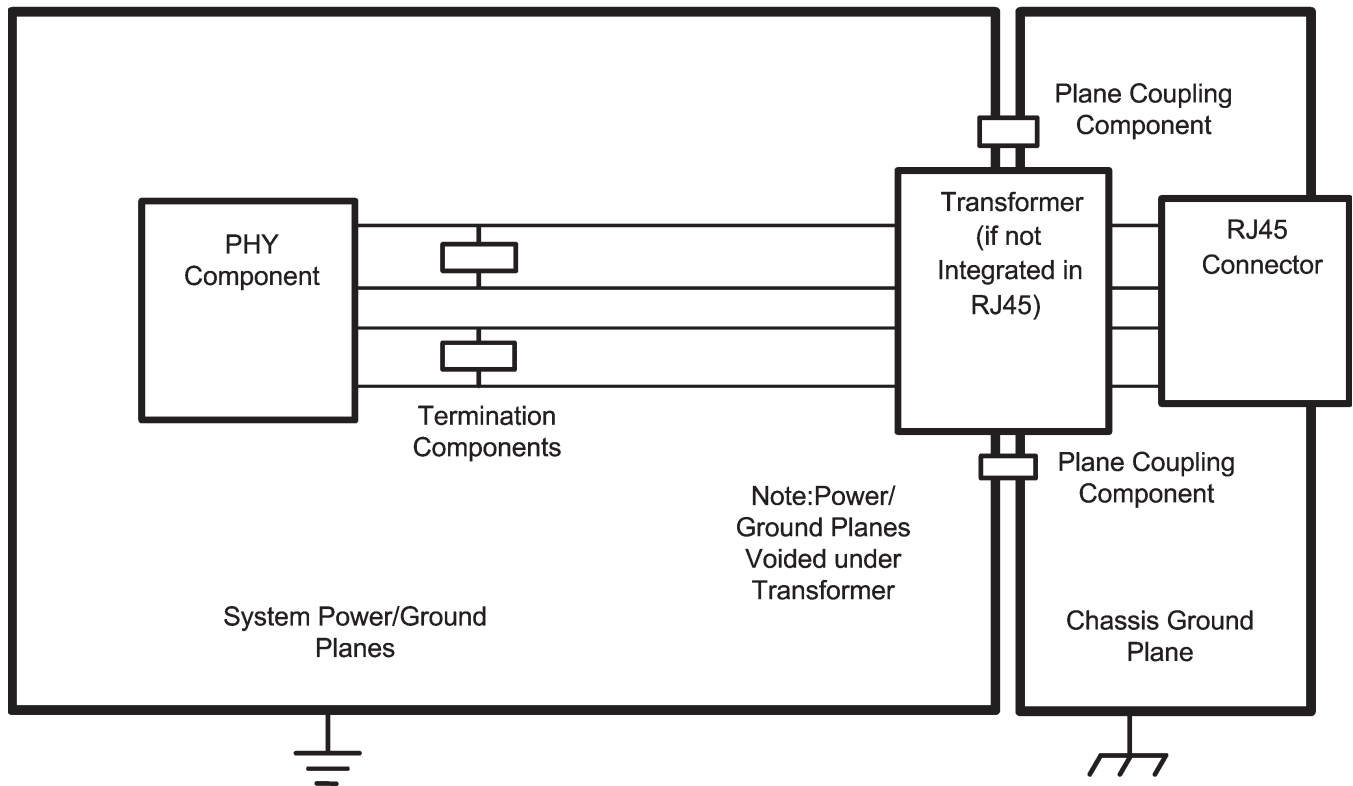 Plane Coupling
Component
PHY
Component
Transformer
(if not
Integrated in
RJ45)
RJ45
Connector
Termination
Components
Plane Coupling
Component
Note:Power/
Ground Planes
Voided under
Transformer
System Power/Ground
Planes
Chassis Ground
Plane